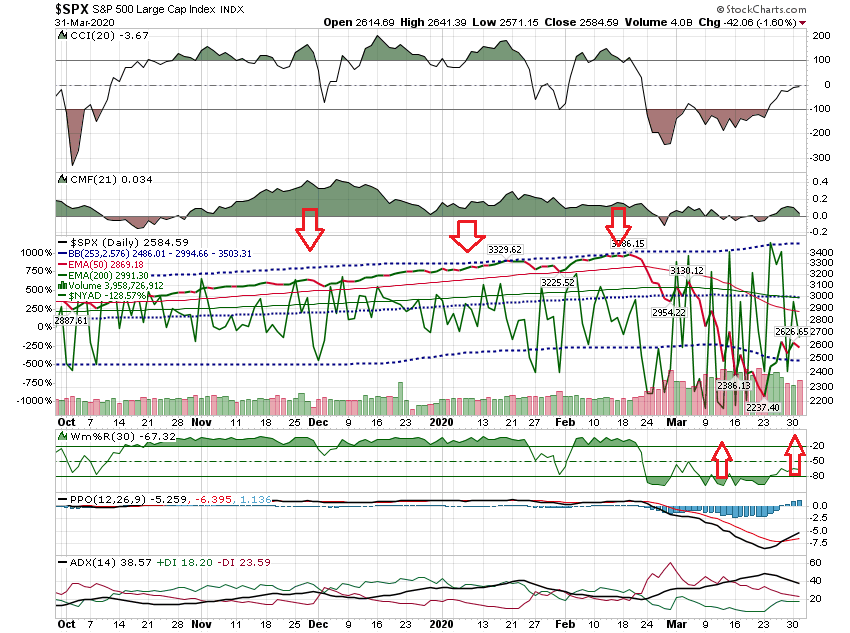 $SPX S&P 500 Large Cap Index INDX
© StockCharts.com
31-Mar-2020
Open 2614.69 High 2641.39 Low 2571.15 Close 2584.59 Volume 4.0B Chg -42.06 (-1.60%)
CCI(20) -3.67
200
100
0
-100
-200
-300
CMF(21) 0.034
0.4
0.2
0.0
-0.2
$SPX (Daily) 2584.59
BB(253,2.576) 2486.01 - 2994.66 - 3503.31
EMA(50) 2869.18
EMA(200) 2991.30
Volume 3,958,726,912
$NYAD -128.57%
1000%
750%
500%
250%
0%
-250%
-500%
-750%
-1000%
2887.61
3329.62
3225.52
3130.12
2954.22
2386.13
2237.40
2626.65
3400
3300
3200
3100
3000
2900
2800
2700
2600
2500
2400
2300
2200
Oct 7 14 21 28 Nov 11 18 25 Dec 9 16 23 2020 13 21 27 Feb 10 18 24 Mar 9 16 23 30
Wm%R(30) -67.32
-20
-50
-80
PPO(12,26,9) -5.259, -6.395, 1.136
0.0
-2.5
-5.0
-7.5
ADX(14) 38.57 +DI 18.20 -DI 23.59
60
40
20
Oct 7 14 21 28 Nov 11 18 25 Dec 9 16 23 2020 13 21 27 Feb 10 18 24 Mar 9 16 23 30